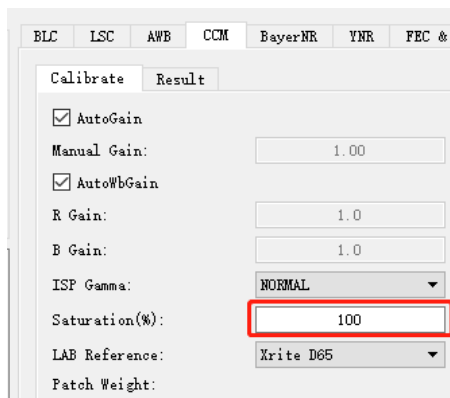 BLC LSC AWB CCM BayerNR YNR FEC &
Calibrate Result
AutoGain
Manual Gain: 1.00
AutoWbGain
R Gain: 1.0
B Gain: 1.0
ISP Gamma: NORMAL
Saturation(%): 100
LAB Reference: Xrite D65
Patch Weight: